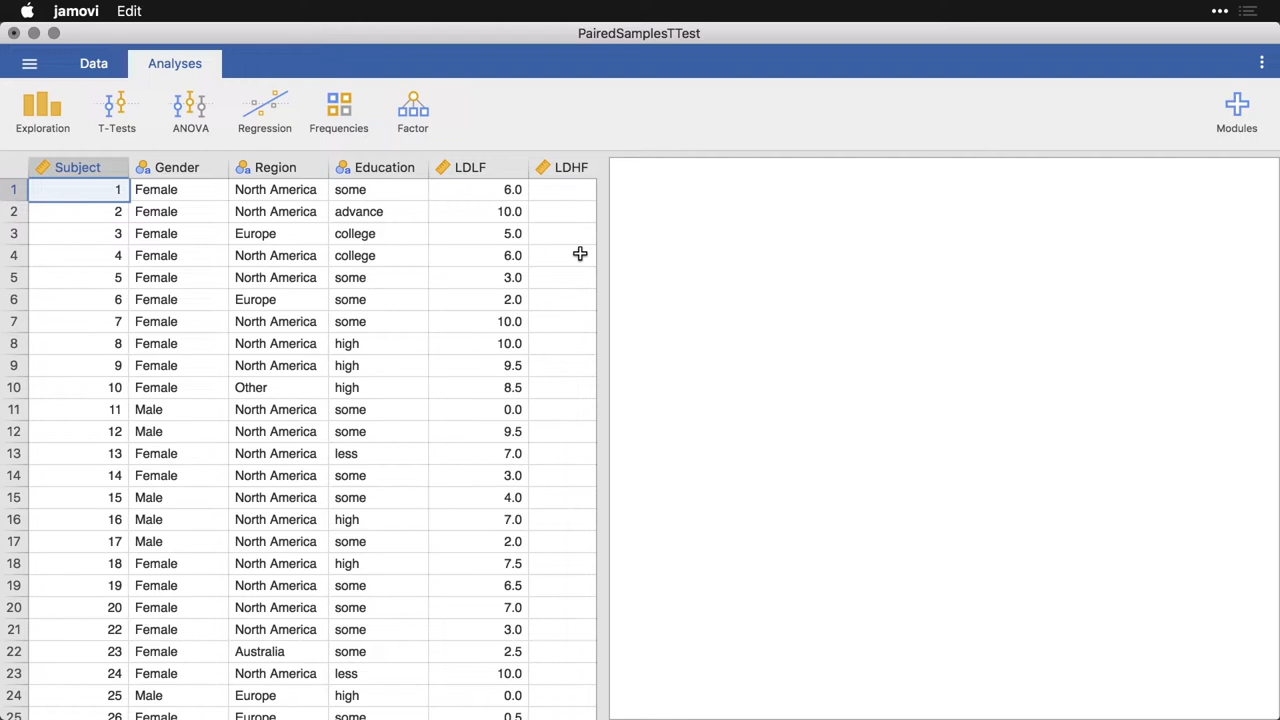 jamovi Edit
PairedSamplesTTest
Data Analyses
Exploration T-Tests ANOVA Regression Frequencies Factor Modules
Subject Gender Region Education LDLF LDHF
1 1 Female North America some 6.0
2 2 Female North America advance 10.0
3 3 Female Europe college 5.0
4 4 Female North America college 6.0
5 5 Female North America some 3.0
6 6 Female Europe some 2.0
7 7 Female North America some 10.0
8 8 Female North America high 10.0
9 9 Female North America high 9.5
10 10 Female Other high 8.5
11 11 Male North America some 0.0
12 12 Male North America some 9.5
13 13 Female North America less 7.0
14 14 Female North America some 3.0
15 15 Male North America some 4.0
16 16 Male North America high 7.0
17 17 Male North America some 2.0
18 18 Female North America high 7.5
19 19 Female North America some 6.5
20 20 Female North America some 7.0
21 22 Female North America some 3.0
22 23 Female Australia some 2.5
23 24 Female North America less 10.0
24 25 Male Europe high 0.0
25 26 Female Europe some 0.5